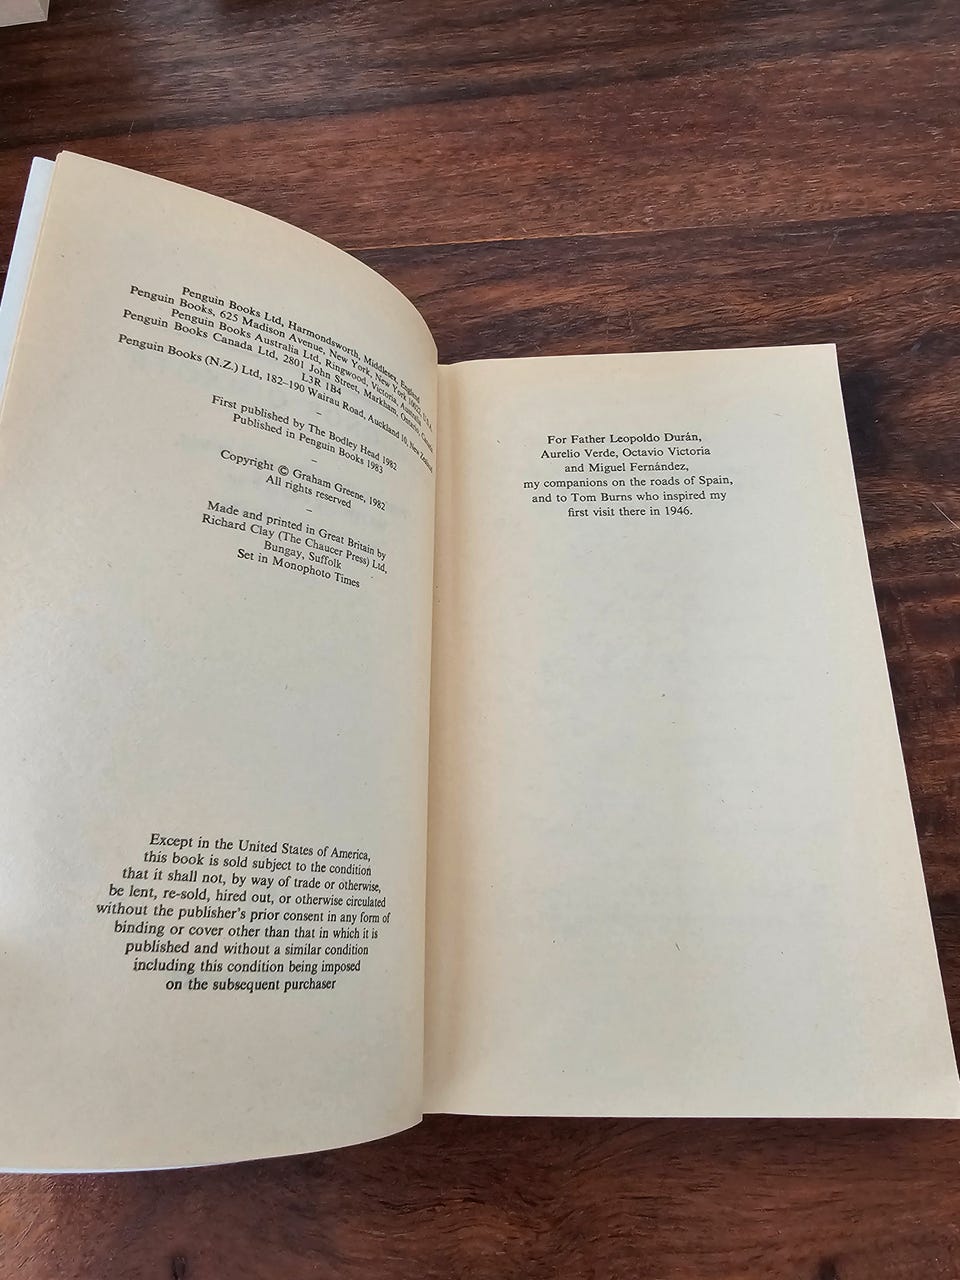 Penguin Books Ltd, Harmondsworth, Middlesex, England
Penguin Books, 625 Madison Avenue, New York, New York 10022, U.S.A.
Penguin Books Australia Ltd, Ringwood, Victoria, Australia
Penguin Books Canada Ltd, 2801 John Street, Markham, Ontario, Canada
L3R 1B4
Penguin Books (N.Z.) Ltd, 182–190 Wairau Road, Auckland 10, New Zealand
–
First published by The Bodley Head 1982
Published in Penguin Books 1983
–
Copyright © Graham Greene, 1982
All rights reserved
–
Made and printed in Great Britain by
Richard Clay (The Chaucer Press) Ltd,
Bungay, Suffolk
Set in Monophoto Times
Except in the United States of America,
this book is sold subject to the condition
that it shall not, by way of trade or otherwise,
be lent, re-sold, hired out, or otherwise circulated
without the publisher's prior consent in any form of
binding or cover other than that in which it is
published and without a similar condition
including this condition being imposed
on the subsequent purchaser
For Father Leopoldo Durán,
Aurelio Verde, Octavio Victoria
and Miguel Fernández,
my companions on the roads of Spain,
and to Tom Burns who inspired my
first visit there in 1946.